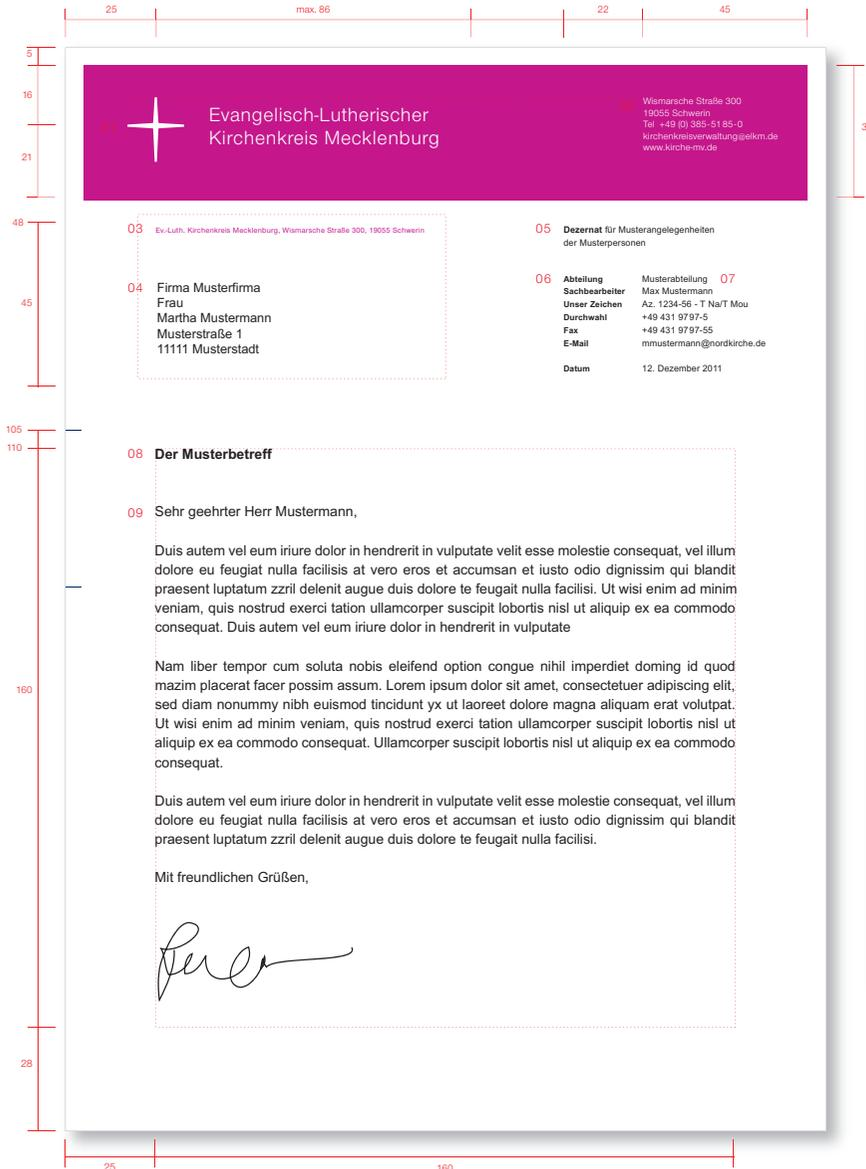 25 max. 86 22 45
5
16
21
Evangelisch-Lutherischer
Kirchenkreis Mecklenburg
Wismarsche Straße 300
19055 Schwerin
Tel +49 (0) 385-5185-0
kirchenkreisverwaltung@elkm.de
www.kirche-mv.de
3
48
45
03 Ev.-Luth. Kirchenkreis Mecklenburg, Wismarsche Straße 300, 19055 Schwerin
04 Firma Musterfirma
Frau
Martha Mustermann
Musterstraße 1
11111 Musterstadt
05 Dezernat für Musterangelegenheiten
der Musterpersonen
06 Abteilung Musterabteilung 07
Sachbearbeiter Max Mustermann
Unser Zeichen Az. 1234-56 - T Na/T Mou
Durchwahl +49 431 9797-5
Fax +49 431 9797-55
E-Mail mmustermann@nordkirche.de
Datum 12. Dezember 2011
105
110
08 Der Musterbetreff
09 Sehr geehrter Herr Mustermann,
Duis autem vel eum iriure dolor in hendrerit in vulputate velit esse molestie consequat, vel illum
dolore eu feugiat nulla facilisis at vero eros et accumsan et iusto odio dignissim qui blandit
praesent luptatum zzril delenit augue duis dolore te feugait nulla facilisi. Ut wisi enim ad minim
veniam, quis nostrud exerci tation ullamcorper suscipit lobortis nisl ut aliquip ex ea commodo
consequat. Duis autem vel eum iriure dolor in hendrerit in vulputate
Nam liber tempor cum soluta nobis eleifend option congue nihil imperdiet doming id quod
mazim placerat facer possim assum. Lorem ipsum dolor sit amet, consectetuer adipiscing elit,
sed diam nonummy nibh euismod tincidunt yx ut laoreet dolore magna aliquam erat volutpat.
Ut wisi enim ad minim veniam, quis nostrud exerci tation ullamcorper suscipit lobortis nisl ut
aliquip ex ea commodo consequat. Ullamcorper suscipit lobortis nisl ut aliquip ex ea commodo
consequat.
160
Duis autem vel eum iriure dolor in hendrerit in vulputate velit esse molestie consequat, vel illum
dolore eu feugiat nulla facilisis at vero eros et accumsan et iusto odio dignissim qui blandit
praesent luptatum zzril delenit augue duis dolore te feugait nulla facilisi.
Mit freundlichen Grüßen,
28
25 160